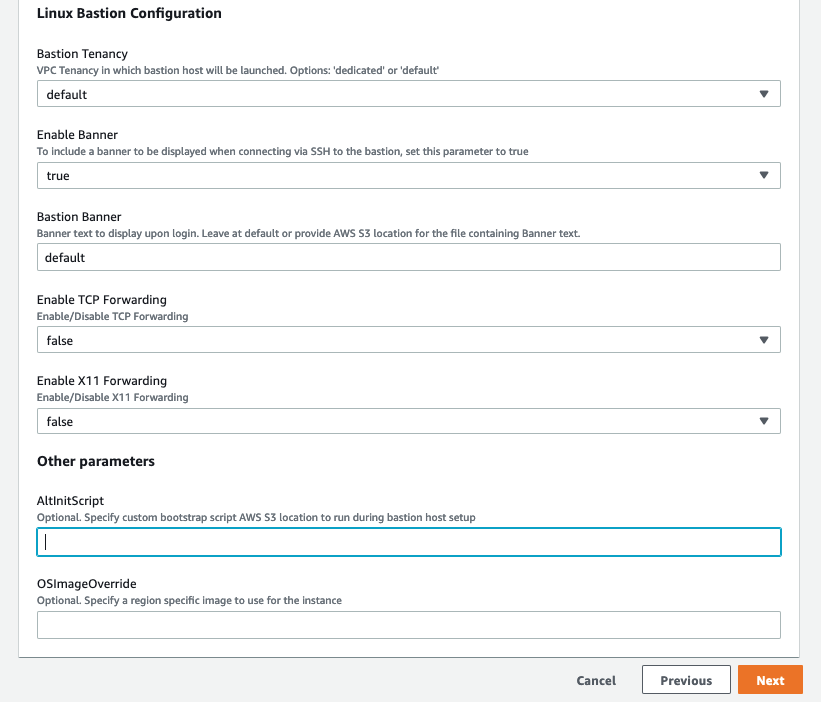 Linux Bastion Configuration
Bastion Tenancy
VPC Tenancy in which bastion host will be launched. Options: 'dedicated' or 'default'
default
Enable Banner
To include a banner to be displayed when connecting via SSH to the bastion, set this parameter to true
true
Bastion Banner
Banner text to display upon login. Leave at default or provide AWS S3 location for the file containing Banner text.
default
Enable TCP Forwarding
Enable/Disable TCP Forwarding
false
Enable X11 Forwarding
Enable/Disable X11 Forwarding
false
Other parameters
AltInitScript
Optional. Specify custom bootstrap script AWS S3 location to run during bastion host setup
OSImageOverride
Optional. Specify a region specific image to use for the instance
Cancel Previous Next